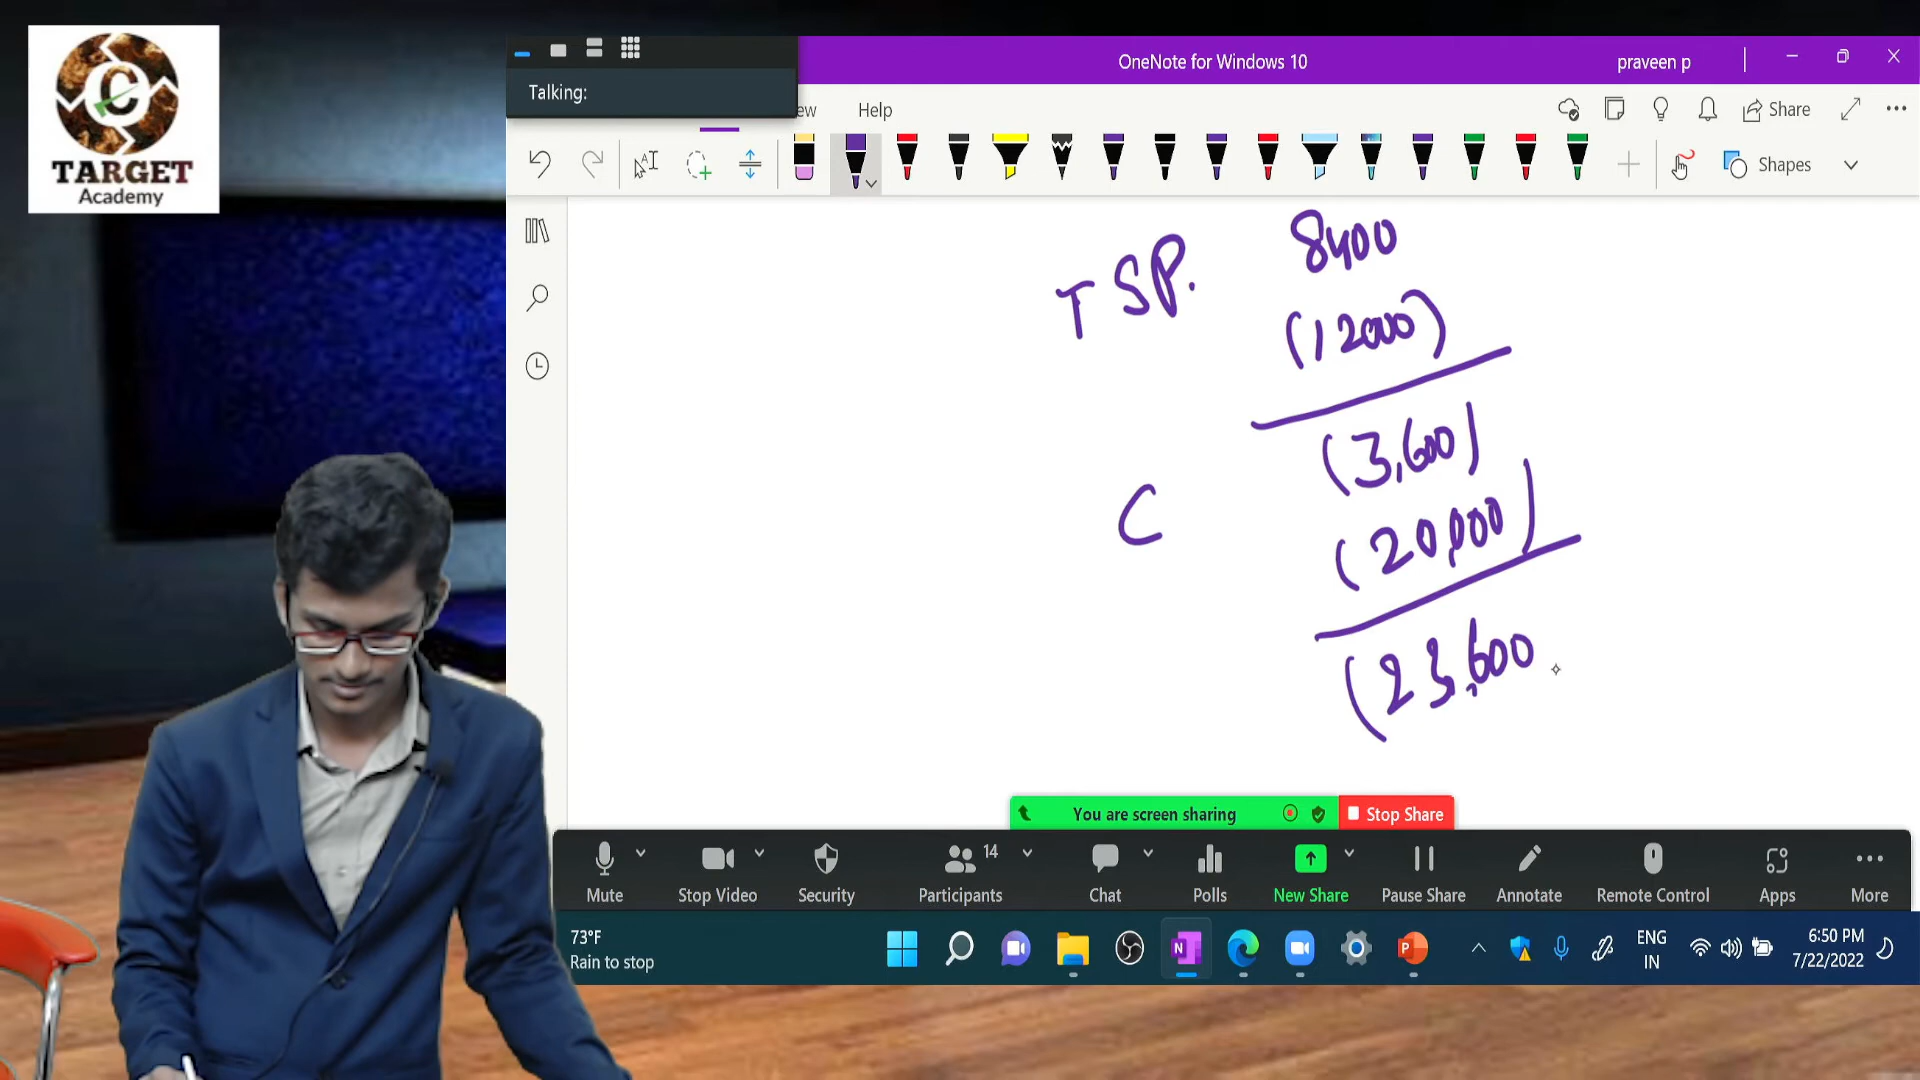 C
TARGET
Academy
OneNote for Windows 10
praveen p
Talking:
ew
Help
Share
Shapes
T SP. 8400
(12000)
(3,600)
C (20,000)
(23,600
You are screen sharing
Stop Share
14
Mute
Stop Video
Security
Participants
Chat
Polls
New Share
Pause Share
Annotate
Remote Control
Apps
More
73°F
Rain to stop
N
P
ENG
IN
6:50 PM
7/22/2022